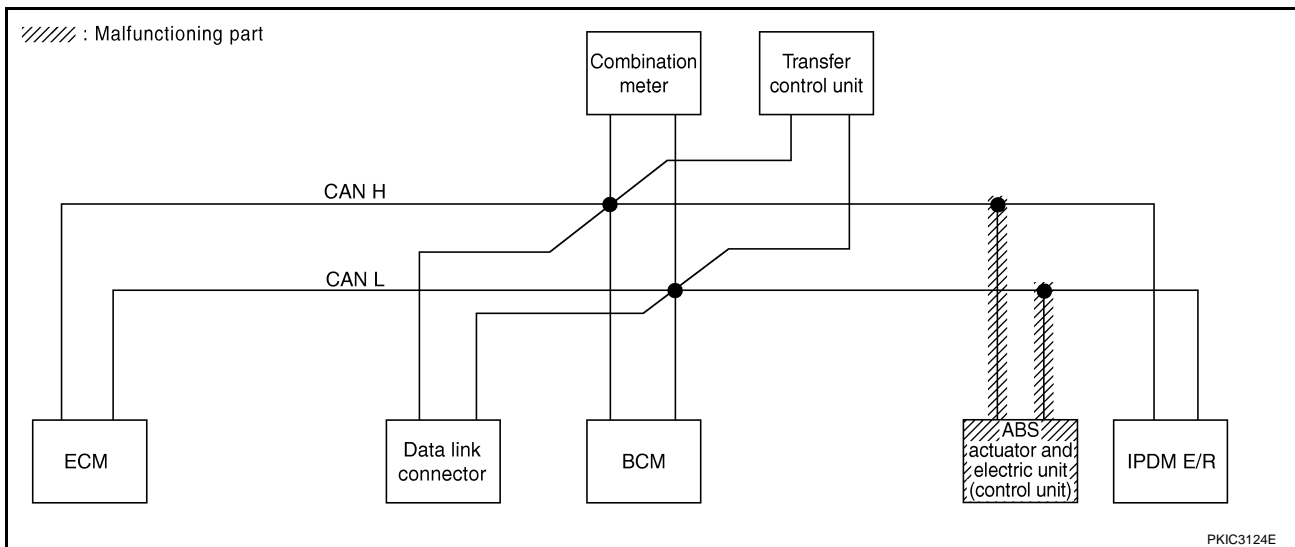 : Malfunctioning part
Combination
meter
Transfer
control unit
CAN H
CAN L
ECM
Data link
connector
BCM
ABS
actuator and
electric unit
(control unit)
IPDM E/R
PKIC3124E